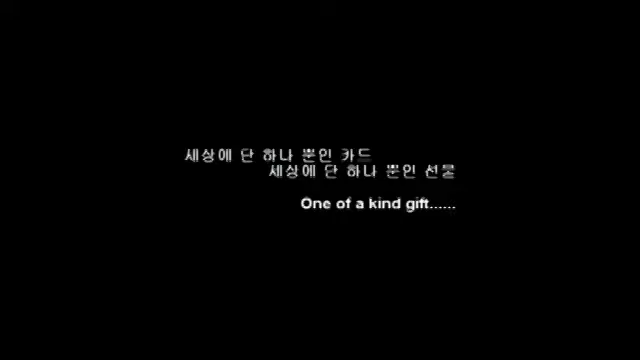 세상에 단 하나 뿐인 카드
세상에 단 하나 뿐인 선물
One of a kind gift......